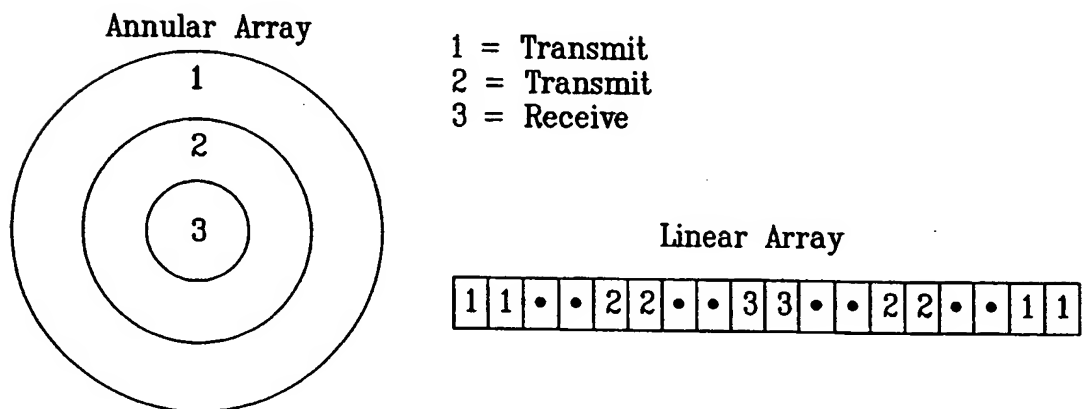 Annular Array
1
2
3
1 = Transmit
2 = Transmit
3 = Receive
Linear Array
1 1 • • 2 2 • • 3 3 • • 2 2 • • 1 1